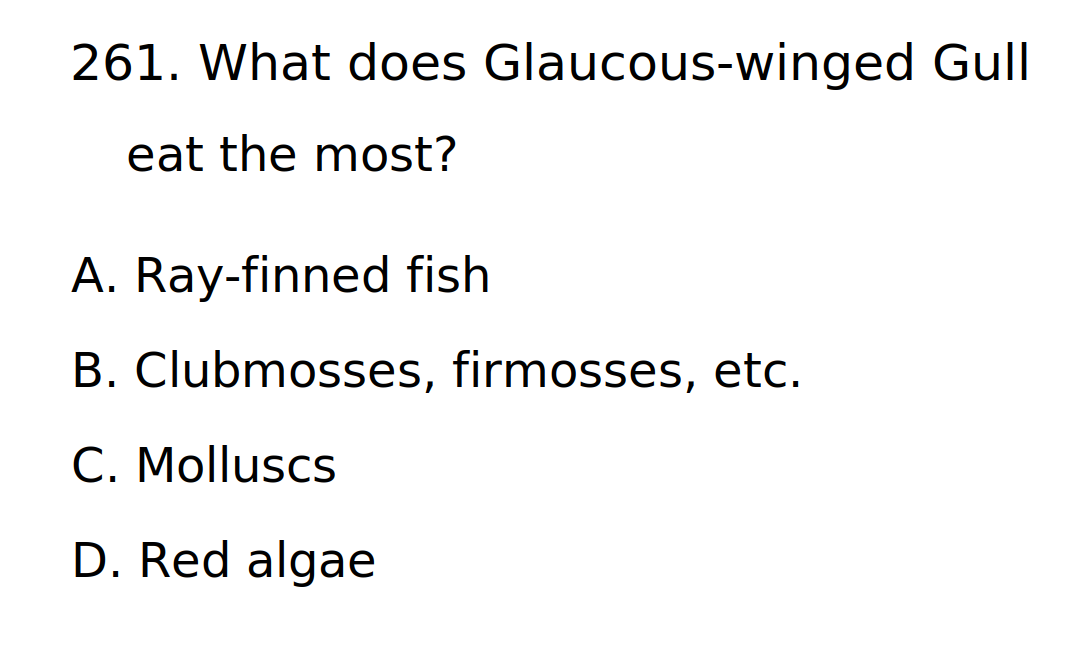 261. What does Glaucous-winged Gull
eat the most?
A. Ray-finned fish
B. Clubmosses, firmosses, etc.
C. Molluscs
D. Red algae